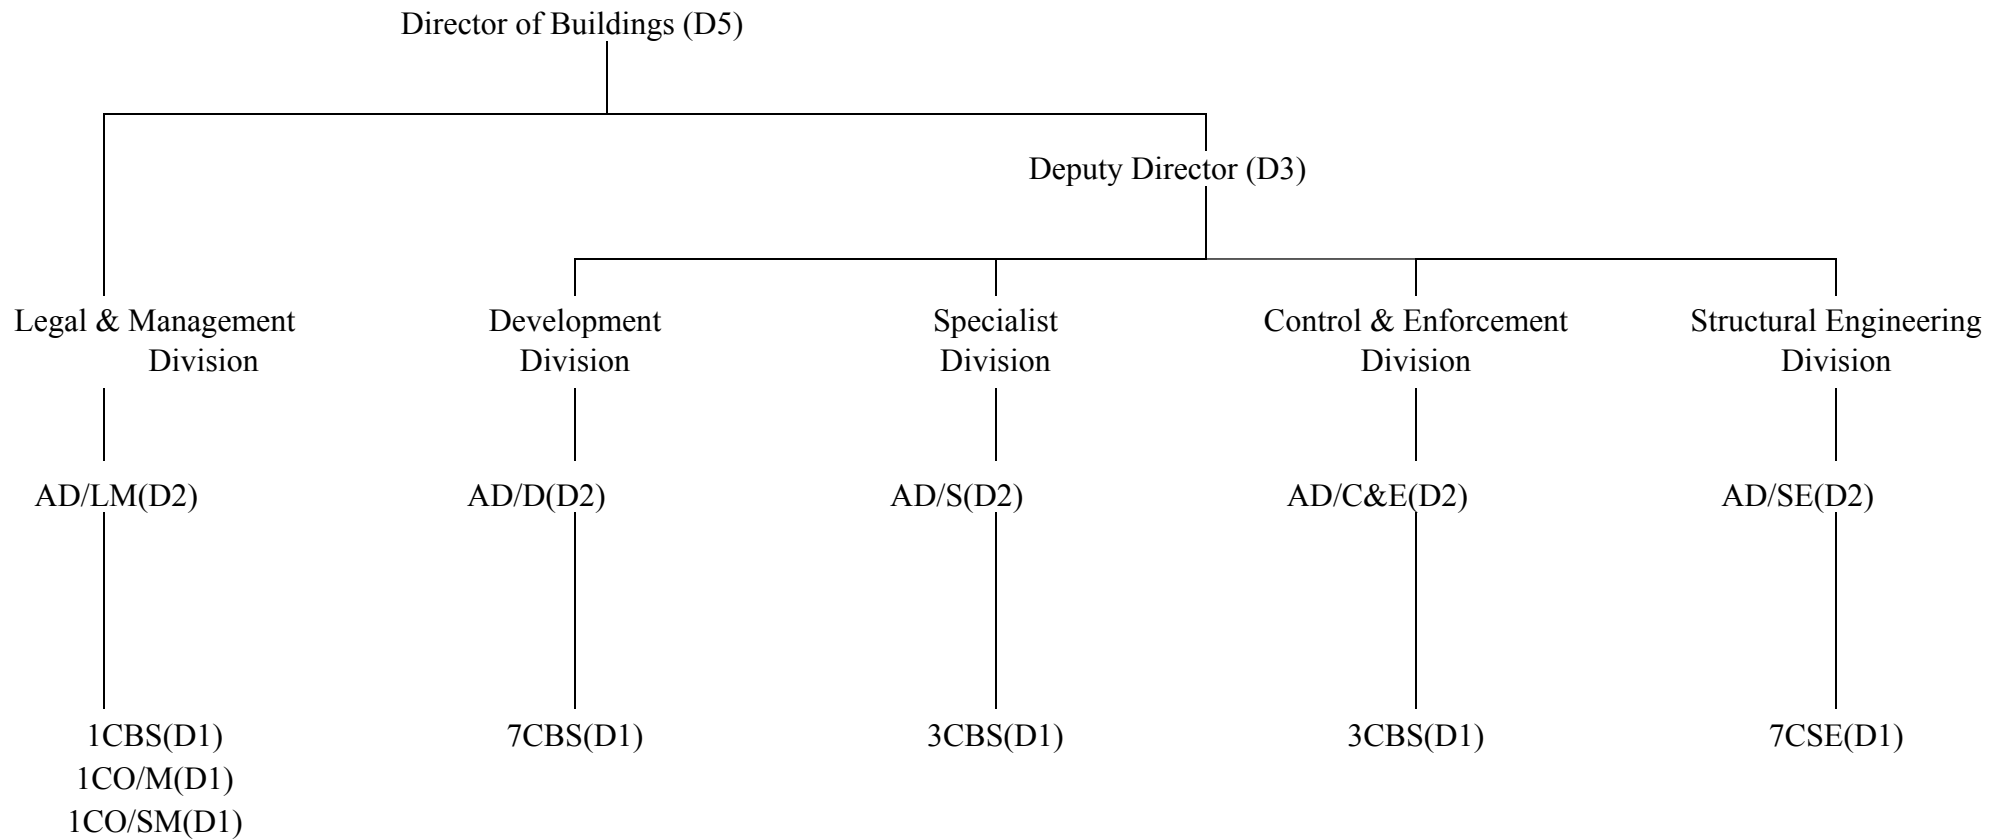 Director of Buildings (D5)
Deputy Director (D3)
Legal & Management
Division
Development
Division
Specialist
Division
Control & Enforcement
Division
Structural Engineering
Division
AD/LM(D2)
AD/D(D2)
AD/S(D2)
AD/C&E(D2)
AD/SE(D2)
1CBS(D1)
1CO/M(D1)
1CO/SM(D1)
7CBS(D1)
3CBS(D1)
3CBS(D1)
7CSE(D1)